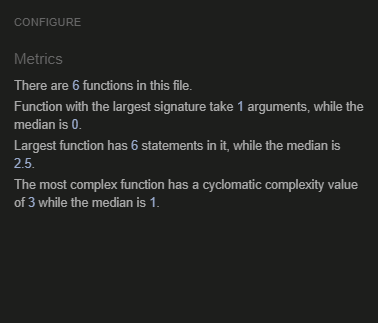 CONFIGURE
Metrics
There are 6 functions in this file.
Function with the largest signature take 1 arguments, while the
median is 0.
Largest function has 6 statements in it, while the median is
2.5.
The most complex function has a cyclomatic complexity value
of 3 while the median is 1.